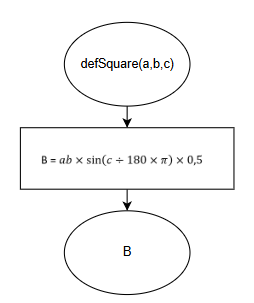 defSquare(a,b,c)
B = ab × sin(c ÷ 180 × π) × 0,5
B